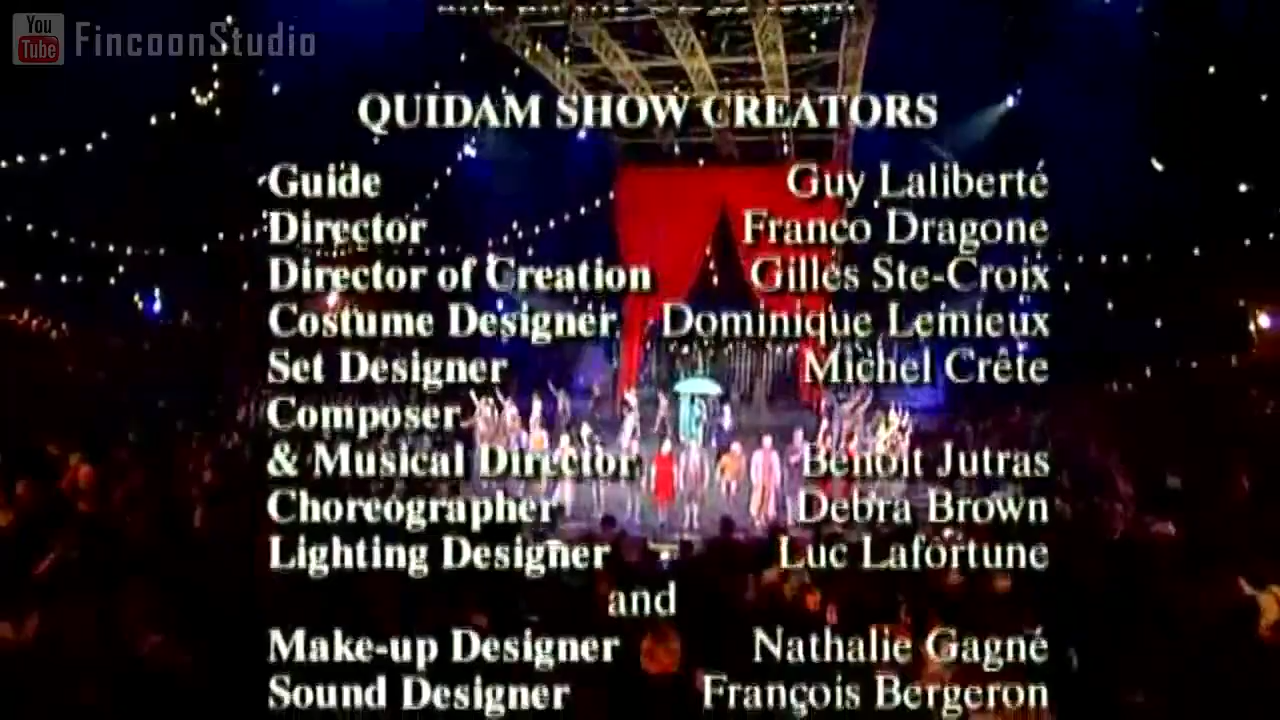 You Tube FincoonStudio
QUIDAM SHOW CREATORS
Guide Guy Laliberté
Director Franco Dragone
Director of Creation Gilles Ste-Croix
Costume Designer Dominique Lemieux
Set Designer Michel Crête
Composer
& Musical Director Benoit Jutras
Choreographer Debra Brown
Lighting Designer Luc Lafortune
and
Make-up Designer Nathalie Gagné
Sound Designer François Bergeron